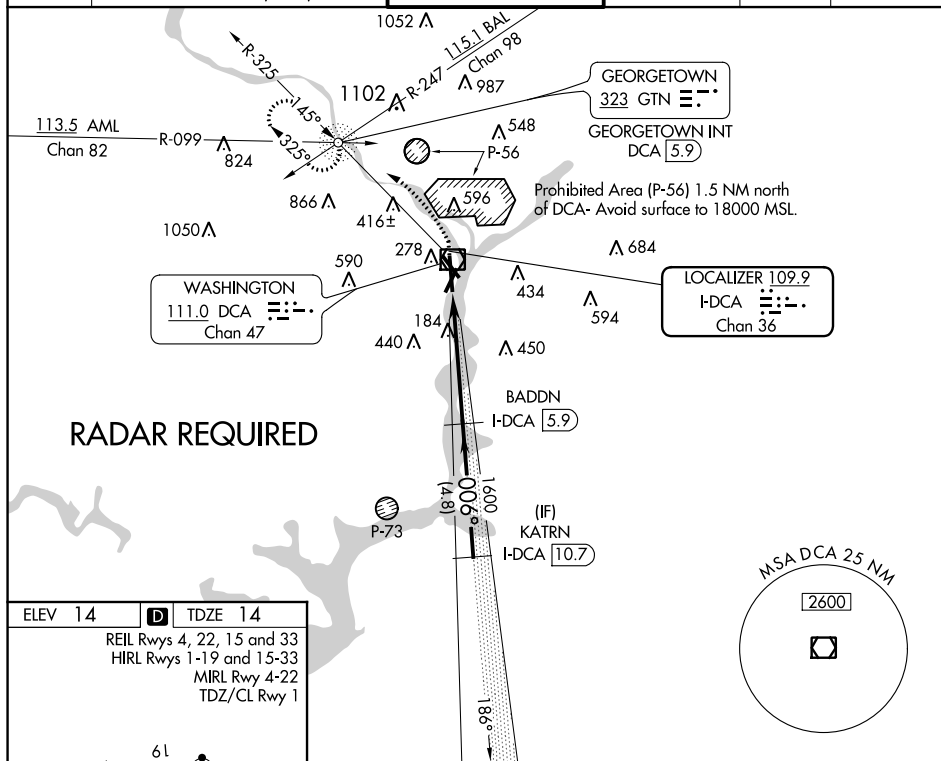 1052
115.1 BAL
R-247
Chan 98
R-325
1102
987
145°
325°
GEORGETOWN
323 GTN
GEORGETOWN INT
DCA 5.9
113.5 AML
Chan 82
R-099
824
548
P-56
866
416±
596
Prohibited Area (P-56) 1.5 NM north
of DCA- Avoid surface to 18000 MSL.
1050
278
590
684
434
594
WASHINGTON
111.0 DCA
Chan 47
LOCALIZER 109.9
I-DCA
Chan 36
184
440
450
BADDN
I-DCA 5.9
RADAR REQUIRED
006°
(4.8)
1600
(IF)
KATRN
I-DCA 10.7
P-73
186°
MSA DCA 25 NM
2600
ELEV 14 D TDZE 14
REIL Rwys 4, 22, 15 and 33
HIRL Rwys 1-19 and 15-33
MIRL Rwy 4-22
TDZ/CL Rwy 1
19